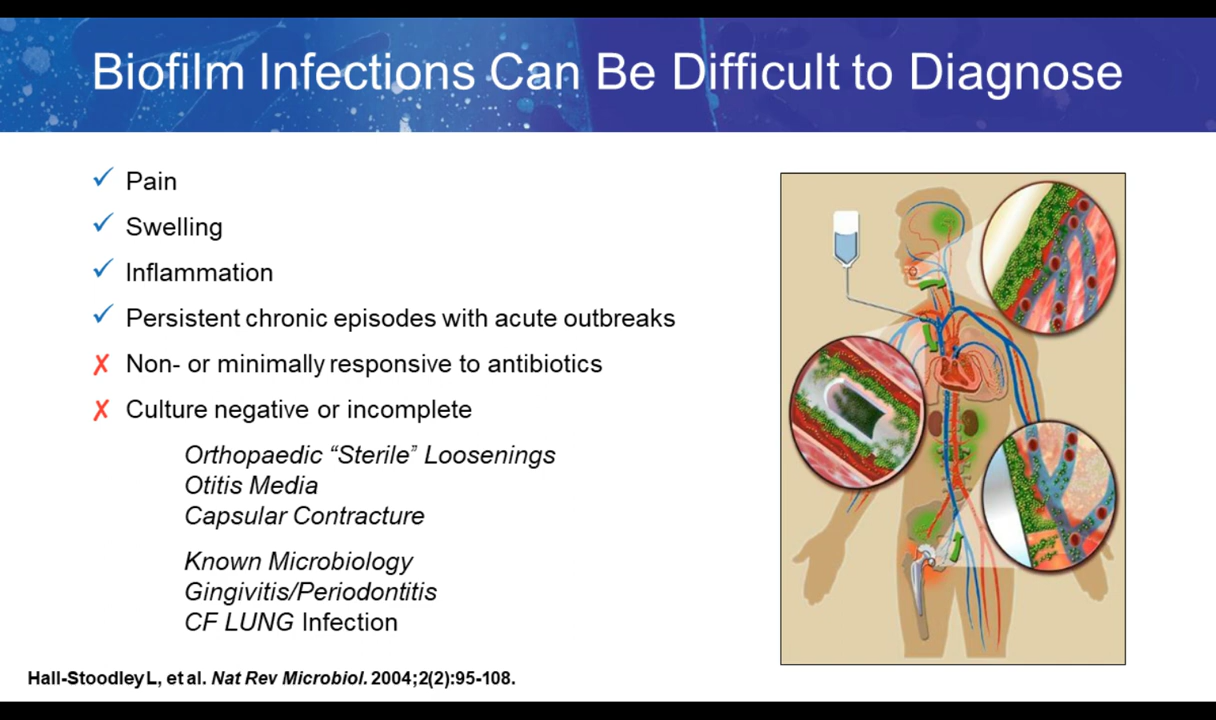 Biofilm Infections Can Be Difficult to Diagnose
✓ Pain
✓ Swelling
✓ Inflammation
✓ Persistent chronic episodes with acute outbreaks
✗ Non- or minimally responsive to antibiotics
✗ Culture negative or incomplete
Orthopaedic “Sterile” Loosenings
Otitis Media
Capsular Contracture
Known Microbiology
Gingivitis/Periodontitis
CF LUNG Infection
Hall-Stoodley L, et al. Nat Rev Microbiol. 2004;2(2):95-108.